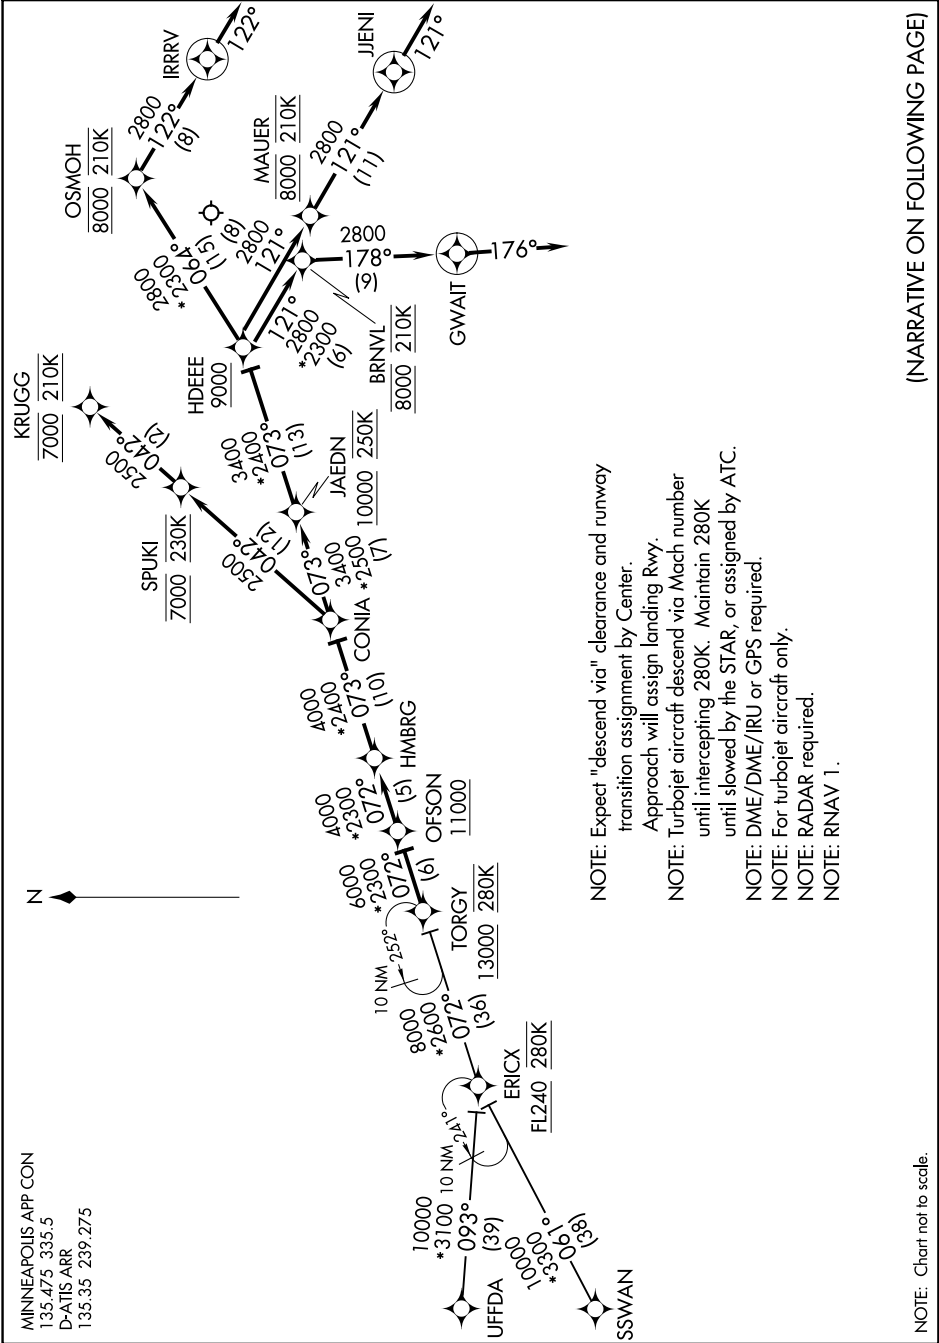 MINNEAPOLIS APP CON
135.475 335.5
D-ATIS ARR
135.35 239.275
N
UFFDA
10000
*3100
093°
(39)
SSWAN
10000
*3300
061°
(38)
10 NM
241°
ERICX
FL240 280K
8000
*2600
072°
(36)
10 NM
252°
TORGY
13000 280K
6000
*2300
072°
(6)
OFSON
11000
4000
*2300
072°
(5)
HMBRG
4000
*2400
073°
(10)
CONIA
2500
042°
(12)
SPUKI
7000 230K
2500
042°
(2)
KRUGG
7000 210K
073°
3400
*2500
(7)
JAEDN
10000 250K
3400
*2400
073°
(13)
HDEEE
9000
2800
*2300
064°
(15)
OSMOH
8000 210K
2800
122°
(8)
IRRRV
122°
(8)
2800
121°
MAUER
8000 210K
2800
121°
(11)
JJENI
121°
121°
2800
*2300
(6)
BRNVL
8000 210K
2800
178°
(9)
GWAIT
176°
NOTE: Expect "descend via" clearance and runway
transition assignment by Center.
Approach will assign landing Rwy.
NOTE: Turbojet aircraft descend via Mach number
until intercepting 280K. Maintain 280K
until slowed by the STAR, or assigned by ATC.
NOTE: DME/DME/IRU or GPS required.
NOTE: For turbojet aircraft only.
NOTE: RADAR required.
NOTE: RNAV 1.
NOTE: Chart not to scale.
(NARRATIVE ON FOLLOWING PAGE)